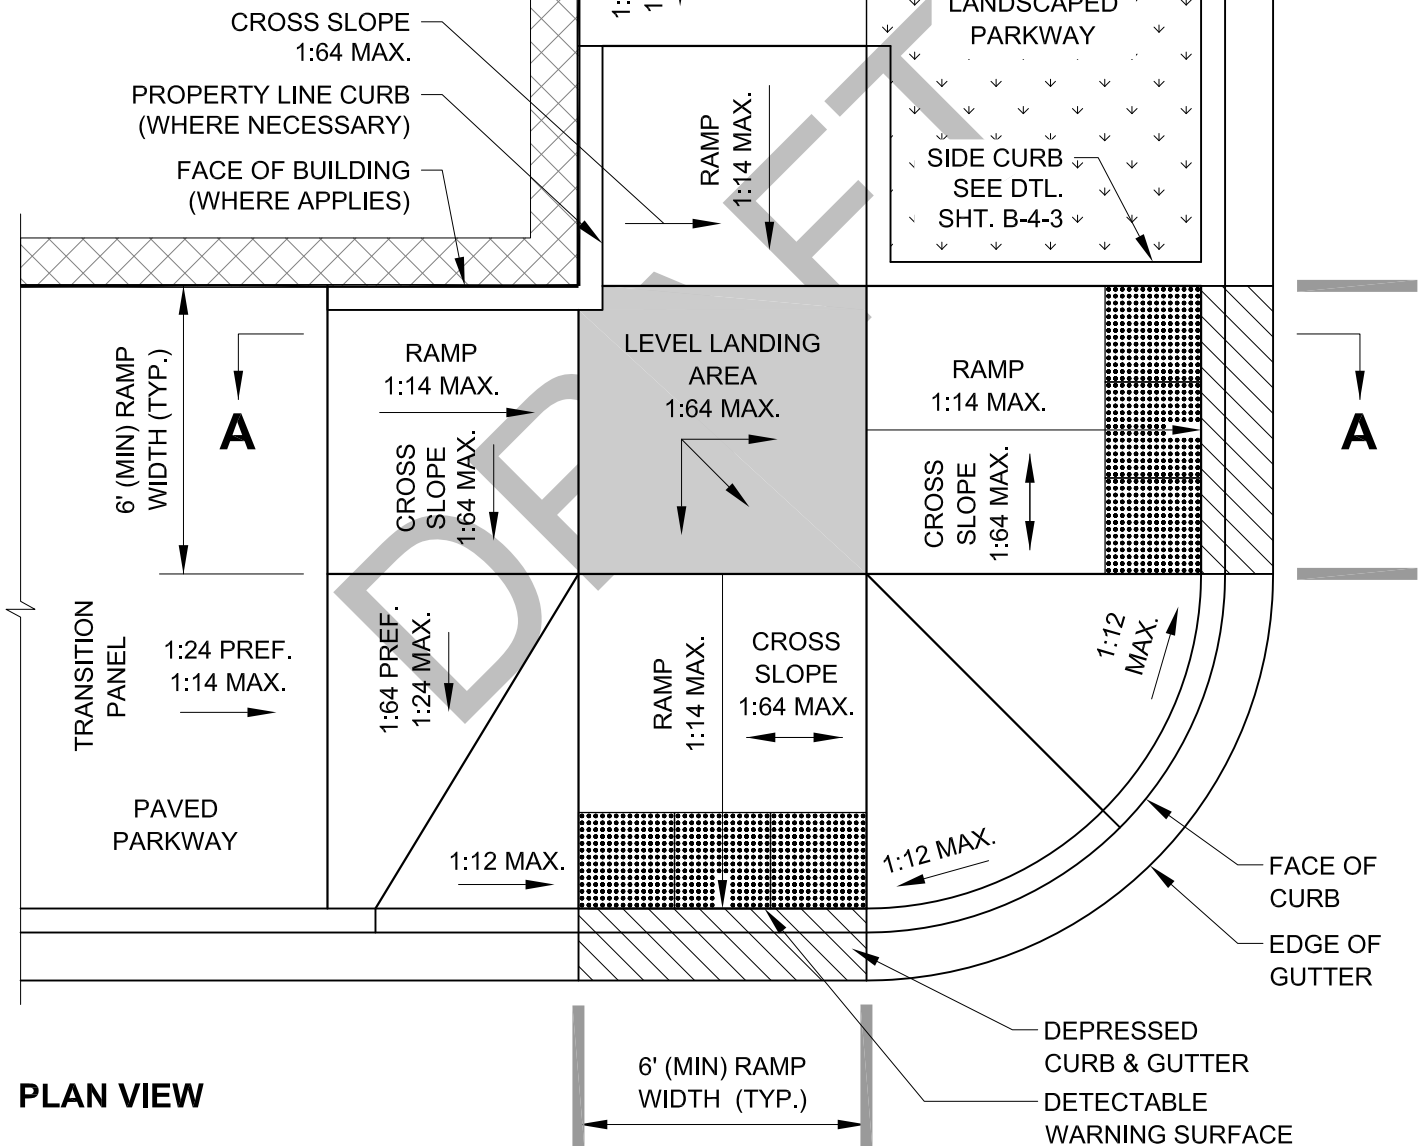 CROSS SLOPE
1:64 MAX.
PROPERTY LINE CURB
(WHERE NECESSARY)
FACE OF BUILDING
(WHERE APPLIES)
LANDSCAPED
PARKWAY
RAMP
1:14 MAX.
SIDE CURB
SEE DTL.
SHT. B-4-3
6' (MIN) RAMP
WIDTH (TYP.)
A
RAMP
1:14 MAX.
CROSS
SLOPE
1:64 MAX.
LEVEL LANDING
AREA
1:64 MAX.
RAMP
1:14 MAX.
CROSS
SLOPE
1:64 MAX.
A
DRAFT
TRANSITION
PANEL
1:24 PREF.
1:14 MAX.
1:64 PREF.
1:24 MAX.
RAMP
1:14 MAX.
CROSS
SLOPE
1:64 MAX.
1:12
MAX.
PAVED
PARKWAY
1:12 MAX.
1:12 MAX.
FACE OF
CURB
EDGE OF
GUTTER
DEPRESSED
CURB & GUTTER
DETECTABLE
WARNING SURFACE
6' (MIN) RAMP
WIDTH (TYP.)
PLAN VIEW